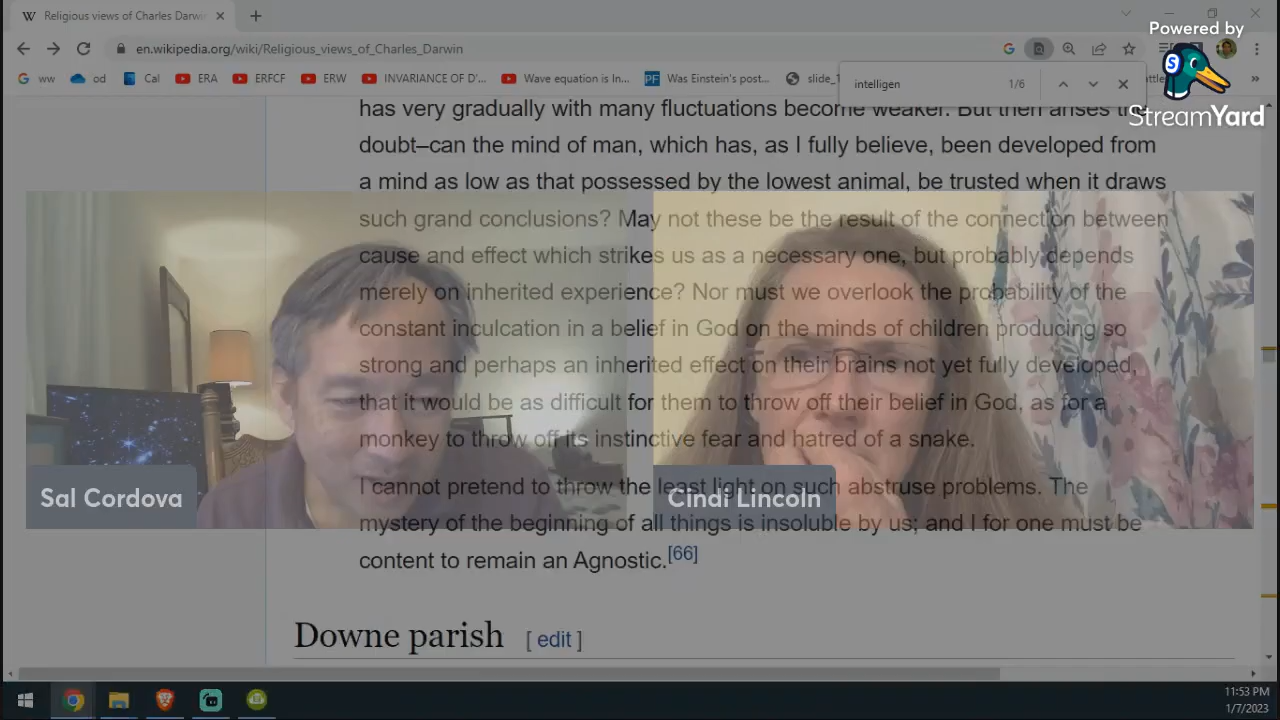 Religious views of Charles Darwi
Powered by
en.wikipedia.org/wiki/Religious_views_of_Charles_Darwin
ww
od
Cal
ERA
ERFCF
ERW
INVARIANCE OF D'...
Wave equation is In...
Was Einstein's post...
slide_
intelligen
1/6
StreamYard
has very gradually with many fluctuations become weaker. But then arises the
doubt–can the mind of man, which has, as I fully believe, been developed from
a mind as low as that possessed by the lowest animal, be trusted when it draws
such grand conclusions? May not these be the result of the connection between
cause and effect which strikes us as a necessary one, but probably depends
merely on inherited experience? Nor must we overlook the probability of the
constant inculcation in a belief in God on the minds of children producing so
strong and perhaps an inherited effect on their brains not yet fully developed,
that it would be as difficult for them to throw off their belief in God, as for a
monkey to throw off its instinctive fear and hatred of a snake.
I cannot pretend to throw the least light on such abstruse problems. The
Sal Cordova
Cindi Lincoln
mystery of the beginning of all things is insoluble by us; and I for one must be
content to remain an Agnostic.[66]
Downe parish [ edit ]
11:53 PM
1/7/2023